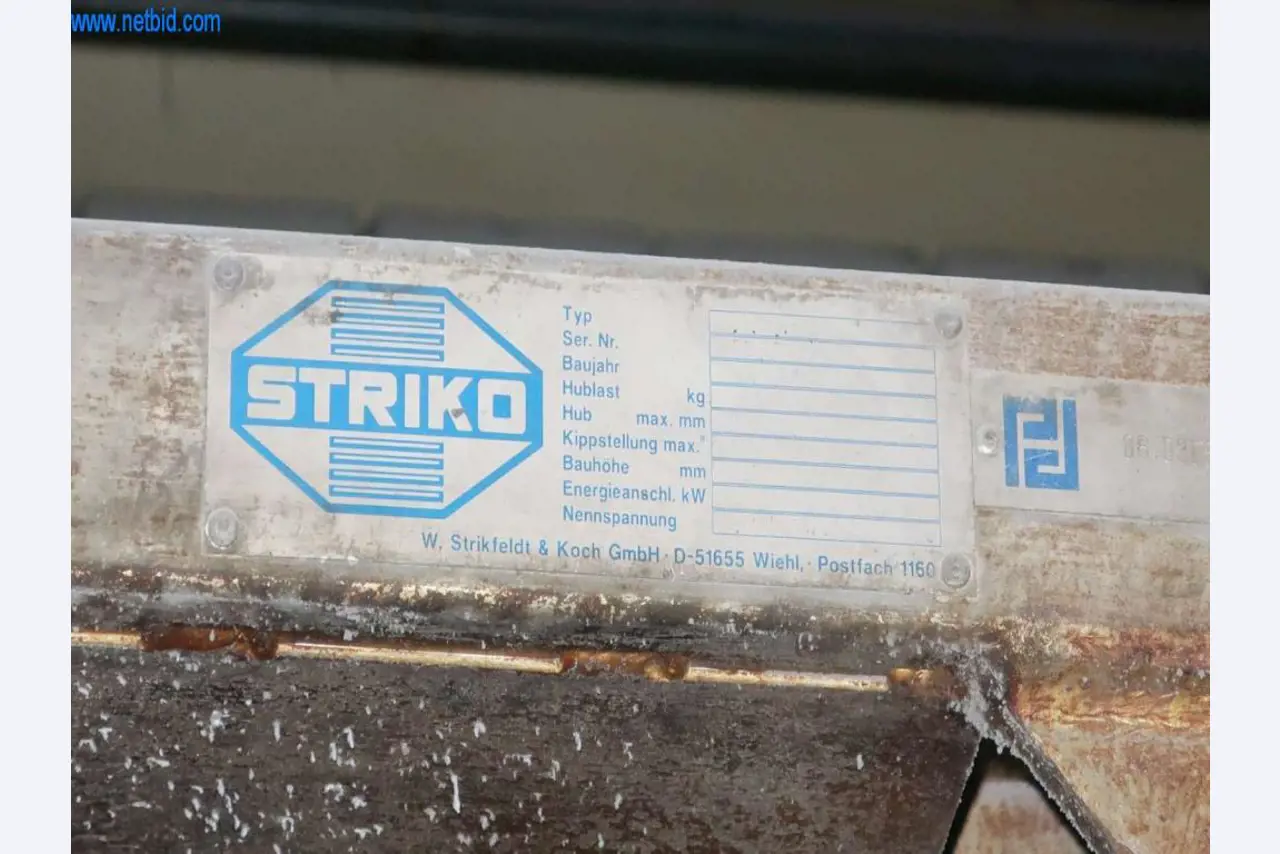 www.netbid.com
STRIKO
Typ
Ser. Nr.
Baujahr
Hublast kg
Hub max. mm
Kippstellung max.°
Bauhöhe mm
Energieanschl. kW
Nennspannung
W. Strikfeldt & Koch GmbH · D-51655 Wiehl, · Postfach 1160